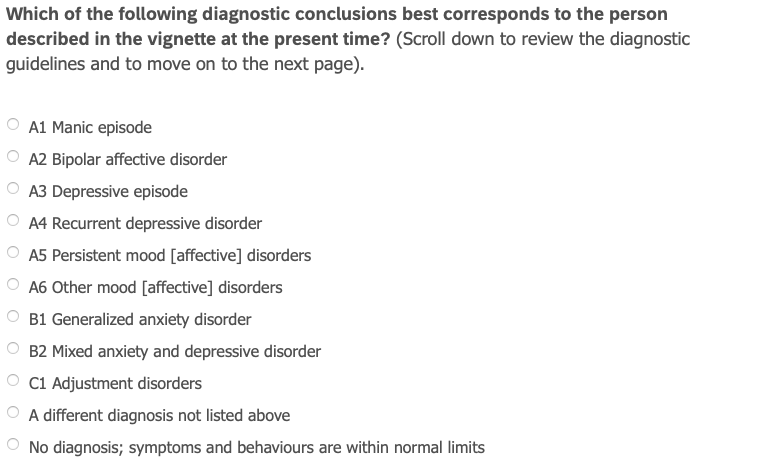 Which of the following diagnostic conclusions best corresponds to the person
described in the vignette at the present time? (Scroll down to review the diagnostic
guidelines and to move on to the next page).
A1 Manic episode
A2 Bipolar affective disorder
A3 Depressive episode
A4 Recurrent depressive disorder
A5 Persistent mood [affective] disorders
A6 Other mood [affective] disorders
B1 Generalized anxiety disorder
B2 Mixed anxiety and depressive disorder
C1 Adjustment disorders
A different diagnosis not listed above
No diagnosis; symptoms and behaviours are within normal limits